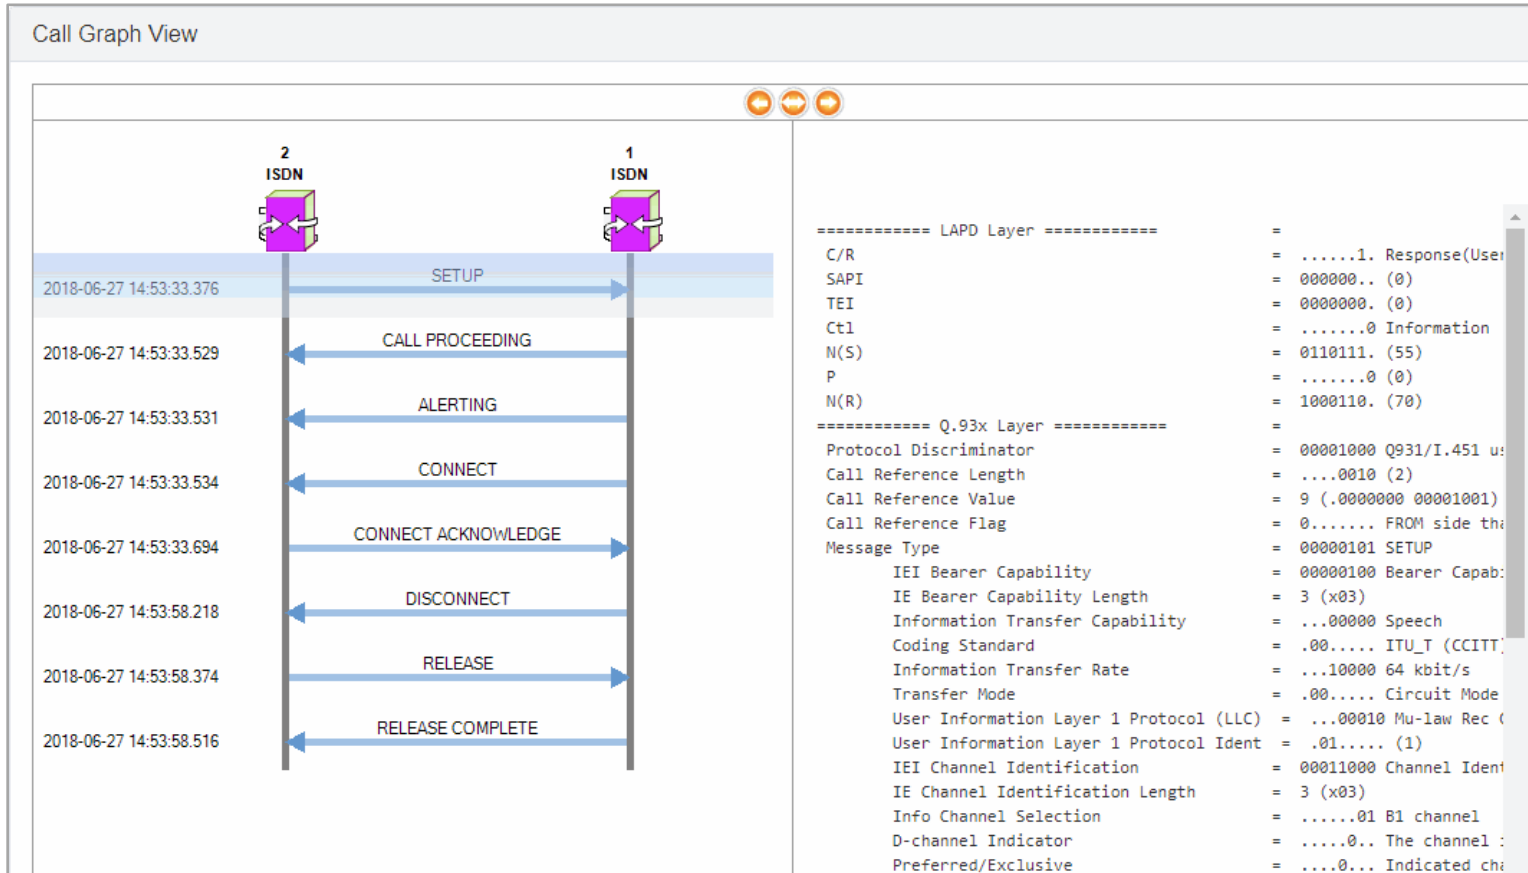 Call Graph View
2
ISDN
1
ISDN
SETUP
2018-06-27 14:53:33.376
CALL PROCEEDING
2018-06-27 14:53:33.529
ALERTING
2018-06-27 14:53:33.531
CONNECT
2018-06-27 14:53:33.534
CONNECT ACKNOWLEDGE
2018-06-27 14:53:33.694
DISCONNECT
2018-06-27 14:53:58.218
RELEASE
2018-06-27 14:53:58.374
RELEASE COMPLETE
2018-06-27 14:53:58.516
============ LAPD Layer ============ =
C/R = ......1. Response(User
SAPI = 000000.. (0)
TEI = 0000000. (0)
Ctl = .......0 Information
N(S) = 0110111. (55)
P = .......0 (0)
N(R) = 1000110. (70)
============ Q.93x Layer ============ =
Protocol Discriminator = 00001000 Q931/I.451 us
Call Reference Length = ....0010 (2)
Call Reference Value = 9 (.0000000 00001001)
Call Reference Flag = 0....... FROM side tha
Message Type = 00000101 SETUP
IEI Bearer Capability = 00000100 Bearer Capab
IE Bearer Capability Length = 3 (x03)
Information Transfer Capability = ...00000 Speech
Coding Standard = .00..... ITU_T (CCITT)
Information Transfer Rate = ...10000 64 kbit/s
Transfer Mode = .00..... Circuit Mode
User Information Layer 1 Protocol (LLC) = ...00010 Mu-law Rec
User Information Layer 1 Protocol Ident = .01..... (1)
IEI Channel Identification = 00011000 Channel Ident
IE Channel Identification Length = 3 (x03)
Info Channel Selection = ......01 B1 channel
D-channel Indicator = .....0.. The channel
Preferred/Exclusive = ....0... Indicated cha